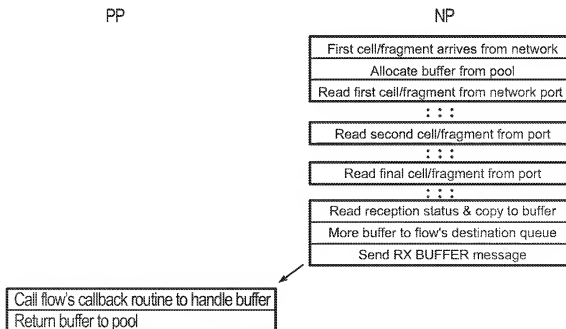 PP
NP
First cell/fragment arrives from network
Allocate buffer from pool
Read first cell/fragment from network port
: : :
Read second cell/fragment from port
: : :
Read final cell/fragment from port
: : :
Read reception status & copy to buffer
More buffer to flow's destination queue
Send RX BUFFER message
Call flow's callback routine to handle buffer
Return buffer to pool